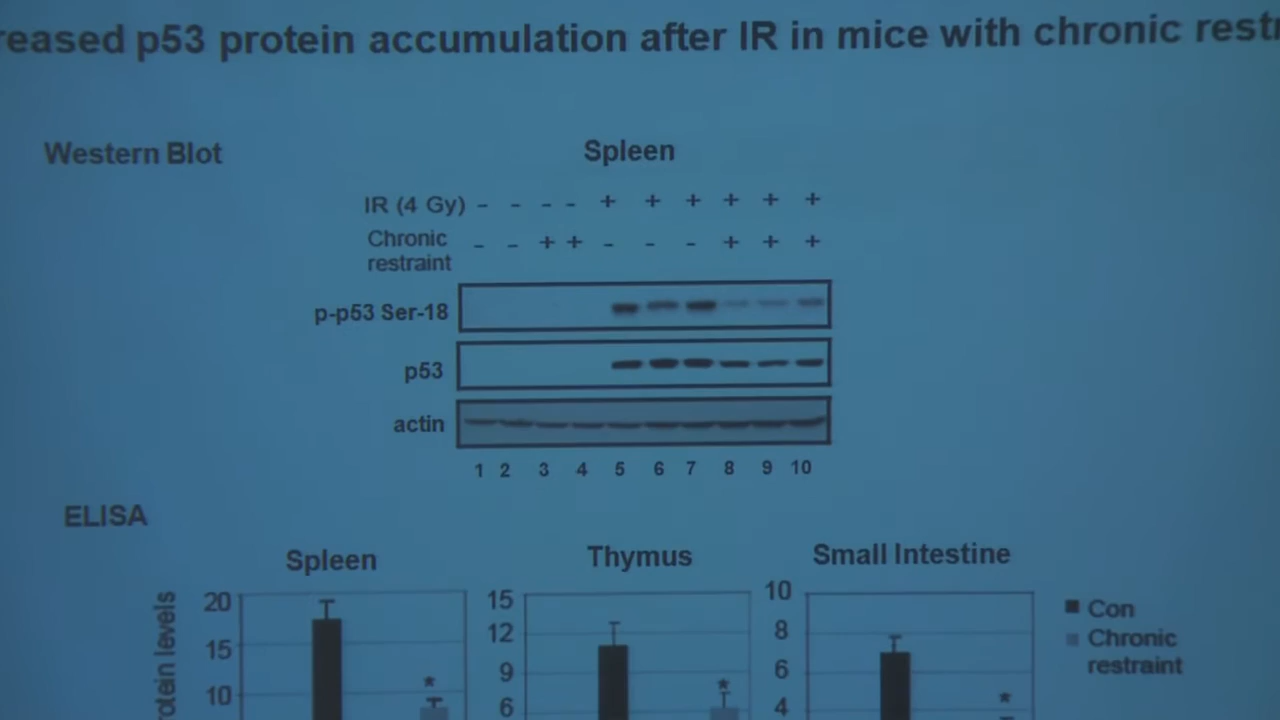 reased p53 protein accumulation after IR in mice with chronic restr
Western Blot
Spleen
IR (4 Gy) - - - - + + + + + +
Chronic restraint - - + + - - - + + +
p-p53 Ser-18
p53
actin
1 2 3 4 5 6 7 8 9 10
ELISA
Spleen
Thymus
Small Intestine
rotein levels
20
15
10
*
15
12
9
6
*
10
8
6
4
*
Con
Chronic
restraint